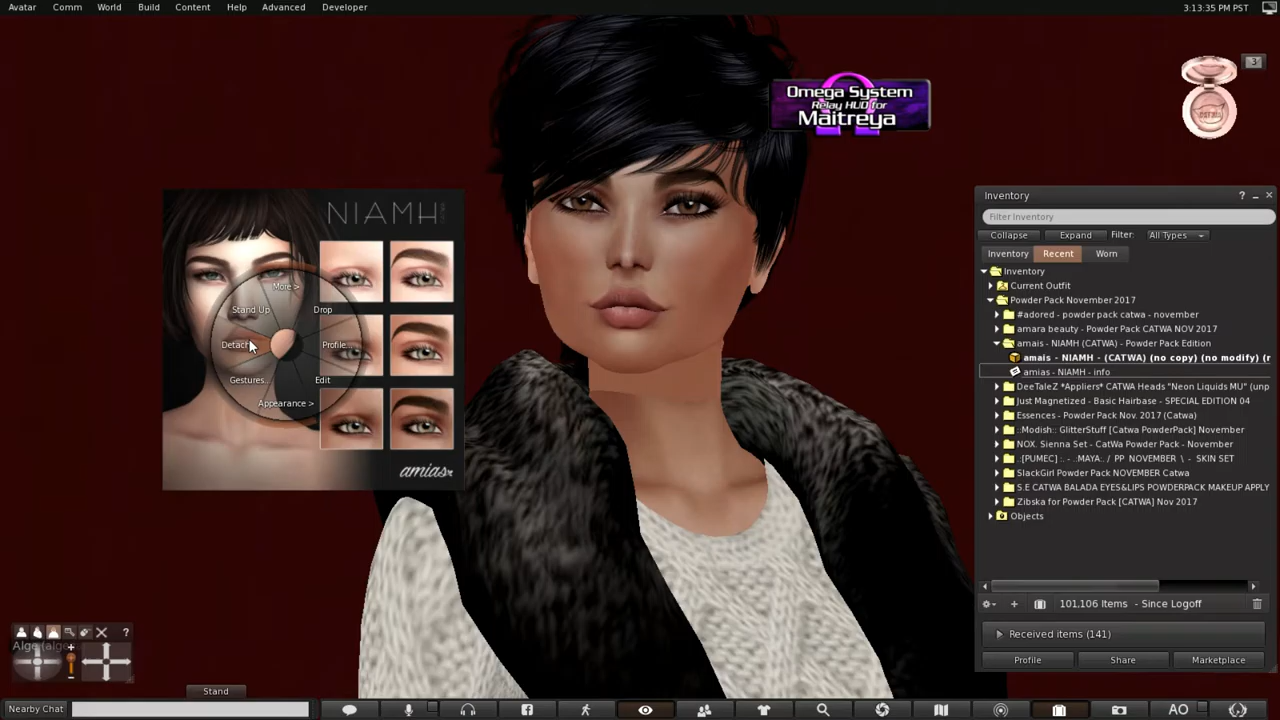 Avatar Comm World Build Content Help Advanced Developer
3:13:35 PM PST
3
Omega System
Relay HUD for
Maitreya
CATWA
NIAMH
More >
Stand Up
Drop
Detach
Profile...
Gestures...
Edit
Appearance >
amias
Inventory
Filter Inventory
Collapse Expand Filter: All Types
Inventory Recent Worn
Inventory
Current Outfit
Powder Pack November 2017
#adored - powder pack catwa - november
amara beauty - Powder Pack CATWA NOV 2017
amais - NIAMH (CATWA) - Powder Pack Edition
amais - NIAMH - (CATWA) (no copy) (no modify) (r
amias - NIAMH - info
DeeTaleZ *Appliers* CATWA Heads "Neon Liquids MU" (unp
Just Magnetized - Basic Hairbase - SPECIAL EDITION 04
Essences - Powder Pack Nov. 2017 (Catwa)
::Modish:: GlitterStuff [Catwa PowderPack] November
NOX. Sienna Set - CatWa Powder Pack - November
.:[PUMEC] :. - .:MAYA:. / PP NOVEMBER \ - SKIN SET
SlackGirl Powder Pack NOVEMBER Catwa
S.E CATWA BALADA EYES&LIPS POWDERPACK MAKEUP APPLY
Zibska for Powder Pack [CATWA] Nov 2017
Objects
101,106 Items - Since Logoff
Received items (141)
Profile Share Marketplace
?
Stand
Nearby Chat
AO